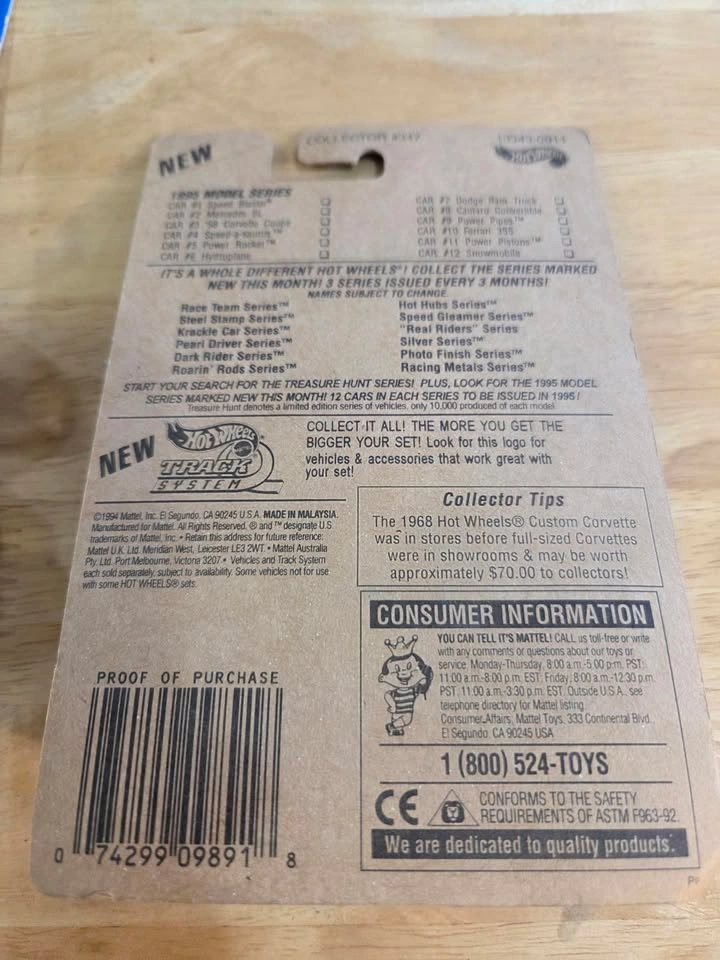 NEW
COLLECTOR #347
Hot Wheels
1995 MODEL SERIES
CAR #1 Speed Blaster®
CAR #2 Mercedes SL
CAR #3 '58 Corvette Coupe
CAR #4 Speed-a-Saurus™
CAR #5 Power Rocket™
CAR #6 Hydroplane
CAR #7 Dodge Ram Truck
CAR #8 Camaro Convertible
CAR #9 Power Pipes™
CAR #10 Ferrari 355
CAR #11 Power Pistons™
CAR #12 Snowmobile
IT'S A WHOLE DIFFERENT HOT WHEELS®! COLLECT THE SERIES MARKED
NEW THIS MONTH! 3 SERIES ISSUED EVERY 3 MONTHS!
NAMES SUBJECT TO CHANGE.
Race Team Series™
Steel Stamp Series™
Krackle Car Series™
Pearl Driver Series™
Dark Rider Series™
Roarin' Rods Series™
Hot Hubs Series™
Speed Gleamer Series™
"Real Riders" Series
Silver Series™
Photo Finish Series™
Racing Metals Series™
START YOUR SEARCH FOR THE TREASURE HUNT SERIES! PLUS, LOOK FOR THE 1995 MODEL
SERIES MARKED NEW THIS MONTH! 12 CARS IN EACH SERIES TO BE ISSUED IN 1995!
Treasure Hunt denotes a limited edition series of vehicles, only 10,000 produced of each model.
NEW
HOT WHEELS
TRACK
SYSTEM
COLLECT IT ALL! THE MORE YOU GET THE
BIGGER YOUR SET! Look for this logo for
vehicles & accessories that work great with
your set!
©1994 Mattel, Inc. El Segundo, CA 90245 U.S.A. MADE IN MALAYSIA.
Manufactured for Mattel. All Rights Reserved. ® and ™ designate U.S.
trademarks of Mattel, Inc. • Retain this address for future reference:
Mattel U.K. Ltd. Meridian West, Leicester LE3 2WT. • Mattel Australia
Pty. Ltd. Port Melbourne, Victoria 3207 • Vehicles and Track System
each sold separately, subject to availability. Some vehicles not for use
with some HOT WHEELS® sets.
Collector Tips
The 1968 Hot Wheels® Custom Corvette
was in stores before full-sized Corvettes
were in showrooms & may be worth
approximately $70.00 to collectors!
CONSUMER INFORMATION
YOU CAN TELL IT'S MATTEL! CALL us toll-free or write
with any comments or questions about our toys or
service. Monday-Thursday, 8:00 a.m.-5:00 p.m. PST;
11:00 a.m.-8:00 p.m. EST: Friday, 8:00 a.m.-12:30 p.m.
PST, 11:00 a.m.-3:30 p.m. EST. Outside U.S.A., see
telephone directory for Mattel listing.
Consumer Affairs, Mattel Toys, 333 Continental Blvd.
El Segundo, CA 90245 USA
1 (800) 524-TOYS
CE
CONFORMS TO THE SAFETY
REQUIREMENTS OF ASTM F963-92.
We are dedicated to quality products.
PROOF OF PURCHASE
0 74299 09891 8